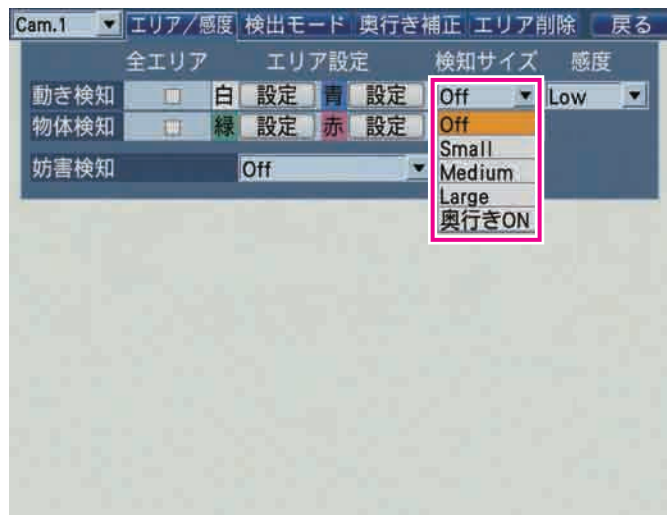 Cam.1 エリア/感度 検出モード 奥行き補正 エリア削除 戻る
全エリア エリア設定 検知サイズ 感度
動き検知 白 設定 青 設定 Off Low
物体検知 緑 設定 赤 設定 Off
Small
妨害検知 Off Medium
Large
奥行きON